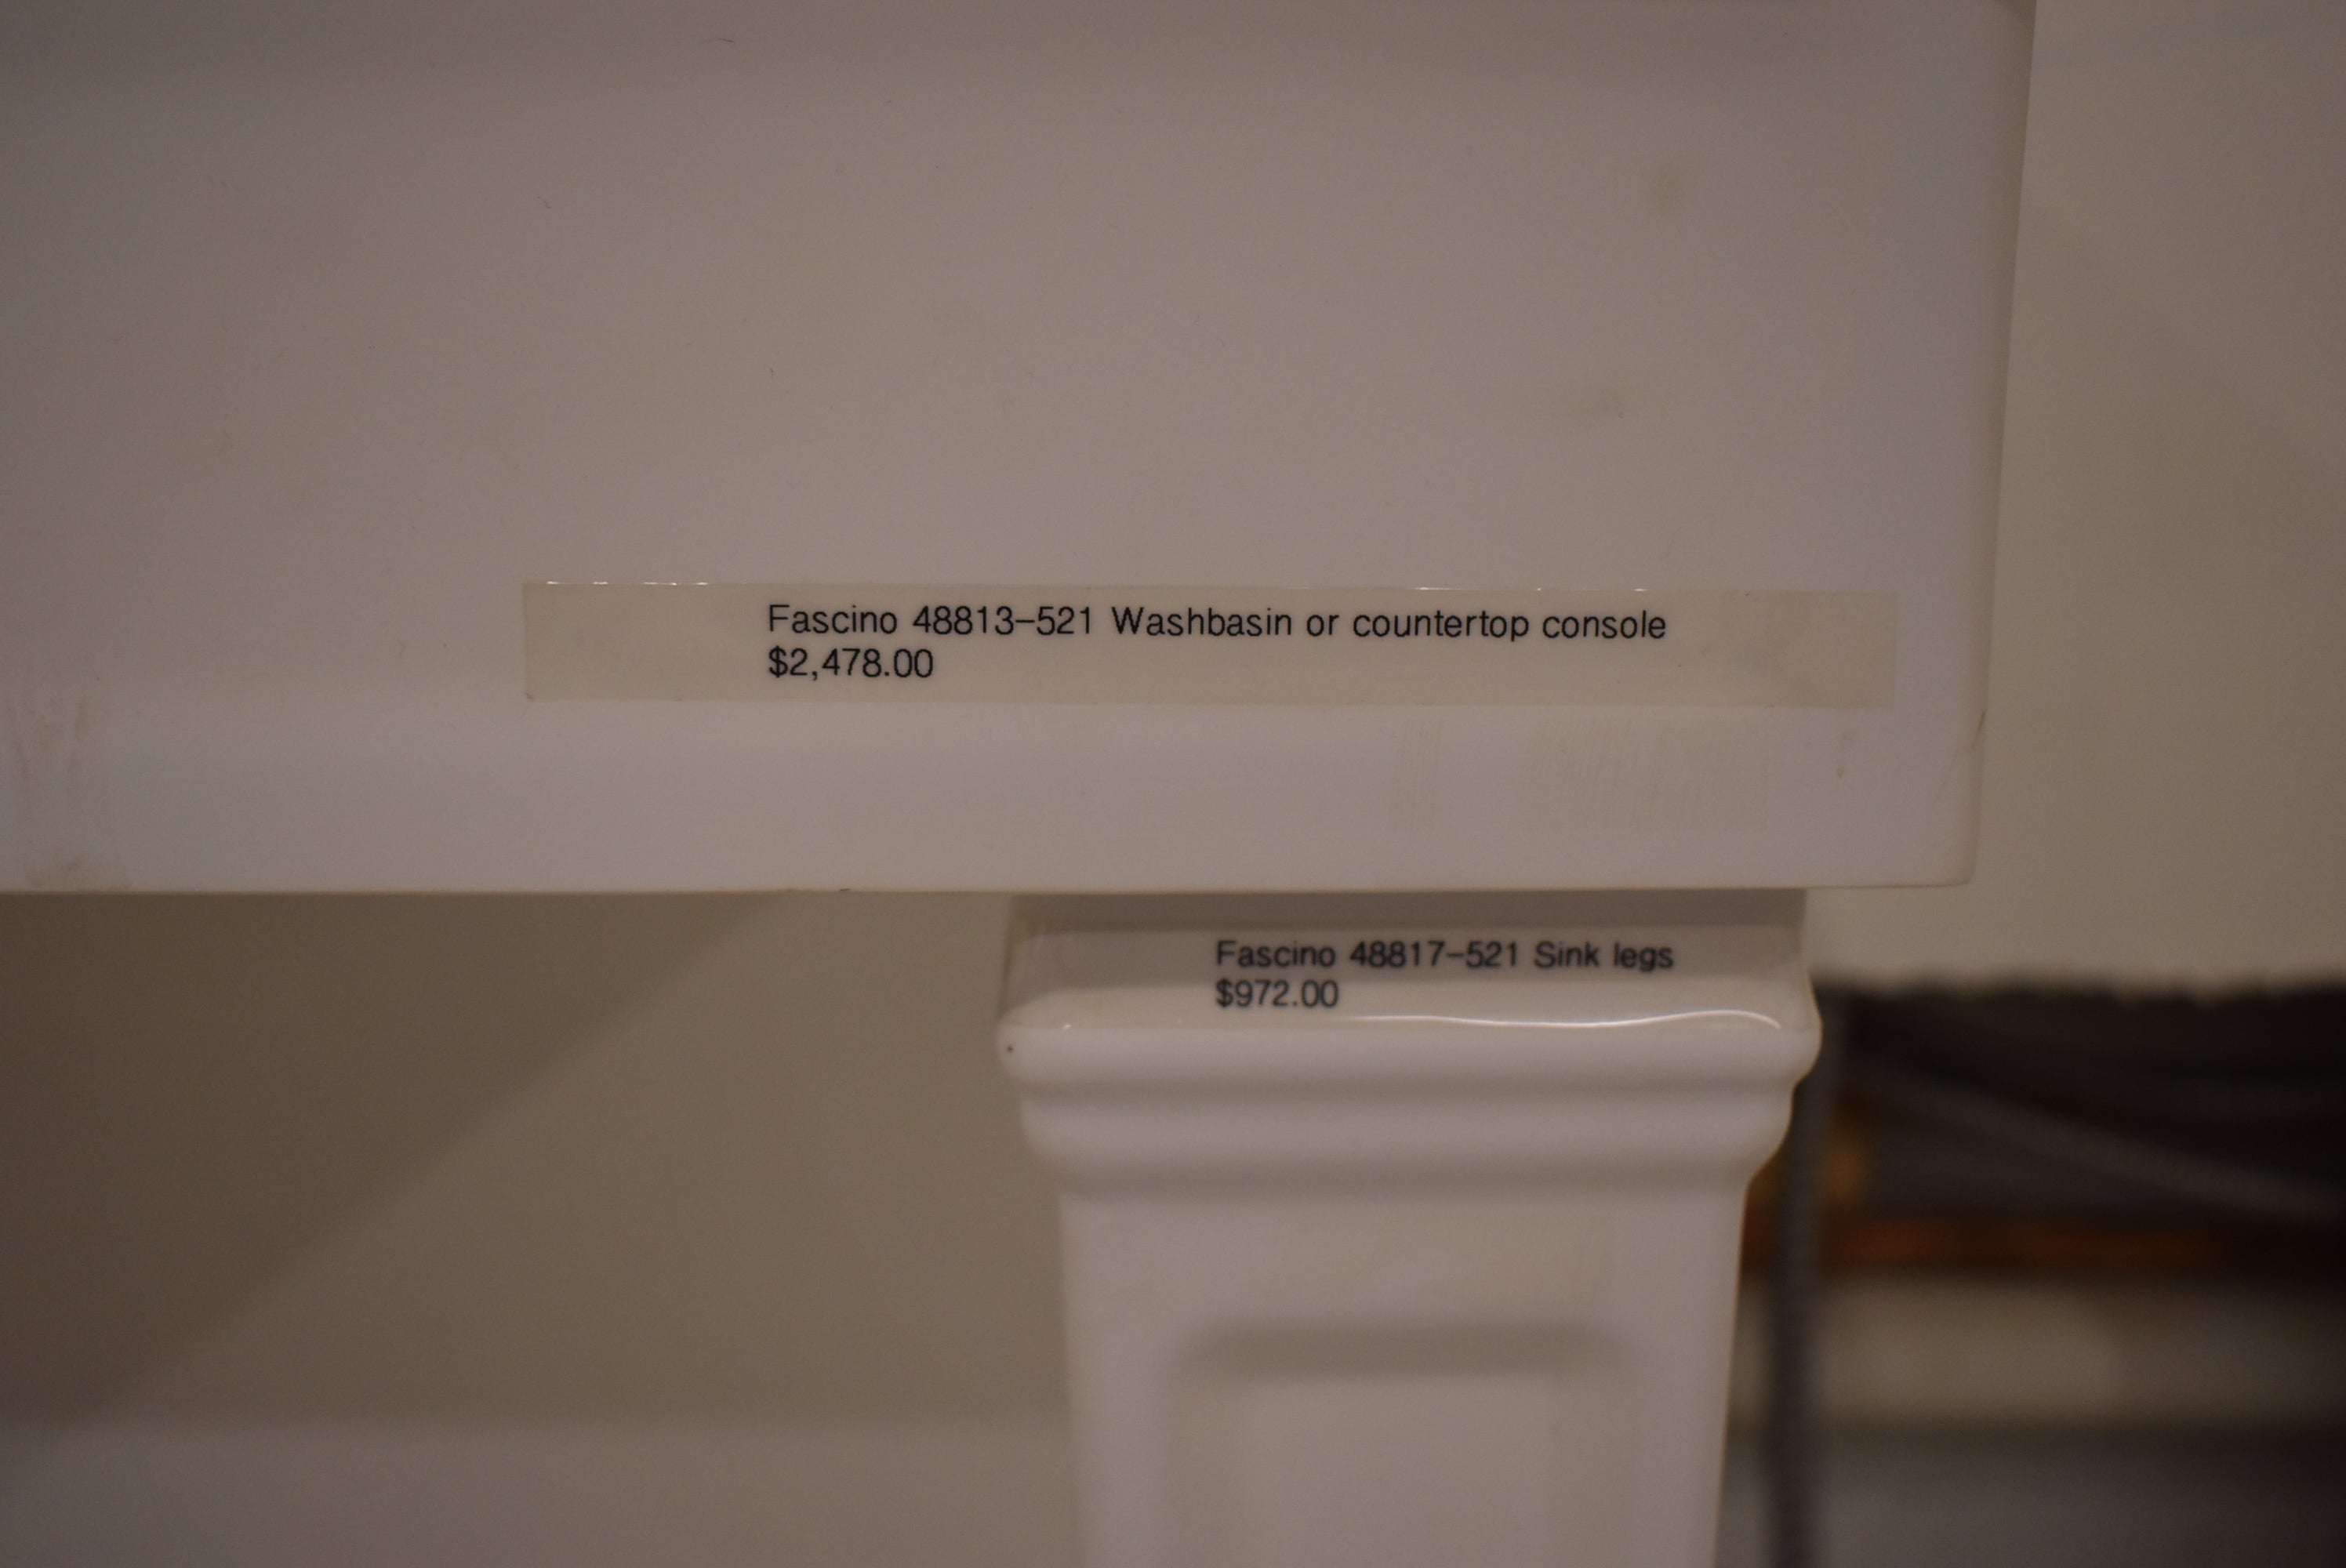 Fascino 48813-521 Washbasin or countertop console
$2,478.00
Fascino 48817-521 Sink legs
$972.00